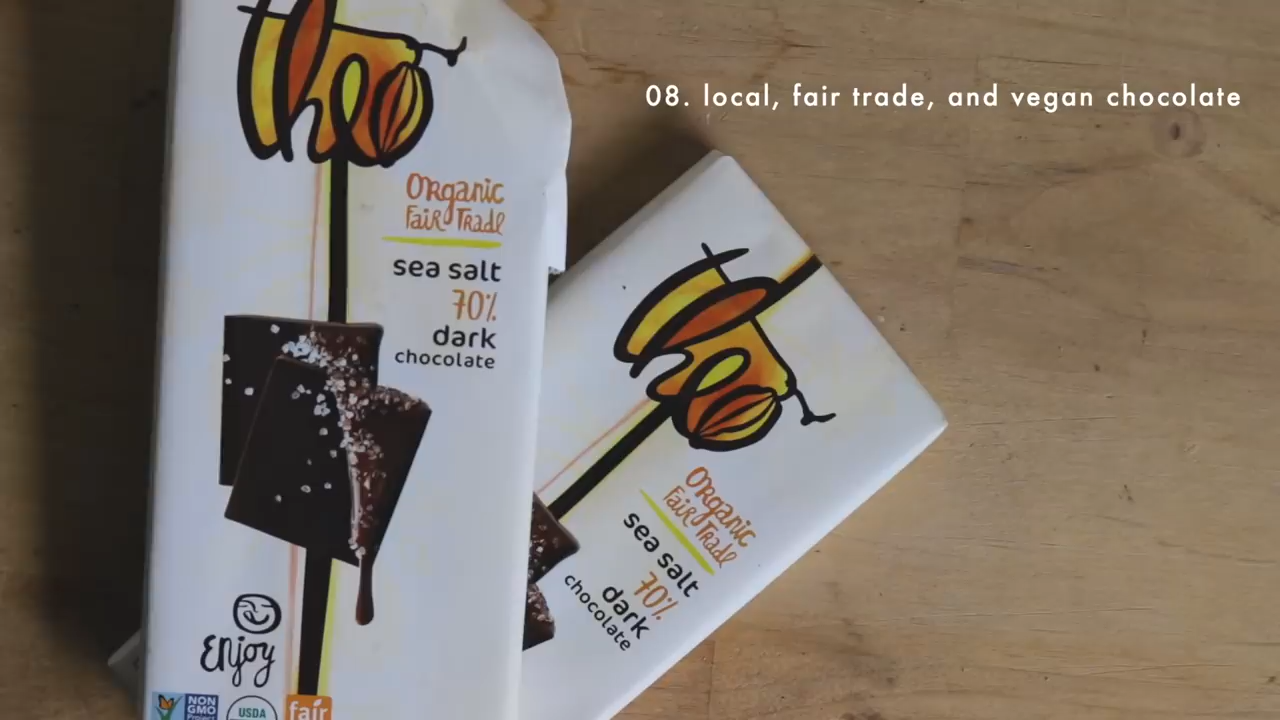 08. local, fair trade, and vegan chocolate
theo
Organic
Fair Trade
sea salt
70%
dark
chocolate
Enjoy
NON
GMO
Project
USDA
fair
theo
Organic
Fair Trade
sea salt
70%
dark
chocolate